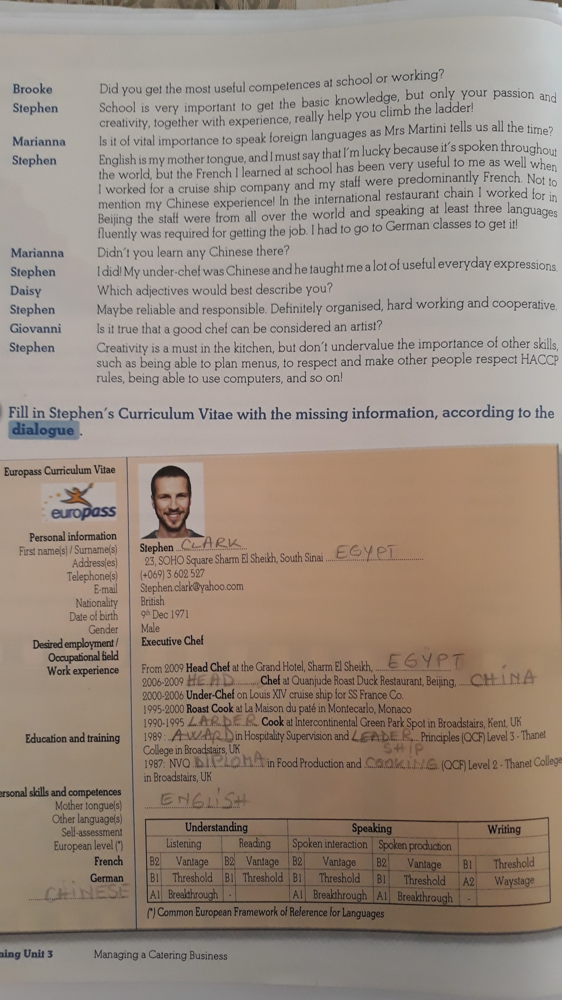 Brooke Did you get the most useful competences at school or working?
Stephen School is very important to get the basic knowledge, but only your passion and
creativity, together with experience, really help you climb the ladder!
Marianna Is it of vital importance to speak foreign languages as Mrs Martini tells us all the time?
Stephen English is my mother tongue, and I must say that I'm lucky because it's spoken throughout
the world, but the French I learned at school has been very useful to me as well when
I worked for a cruise ship company and my staff were predominantly French. Not to
mention my Chinese experience! In the international restaurant chain I worked for in
Beijing the staff were from all over the world and speaking at least three languages
fluently was required for getting the job. I had to go to German classes to get it!
Marianna Didn't you learn any Chinese there?
Stephen I did! My under-chef was Chinese and he taught me a lot of useful everyday expressions.
Daisy Which adjectives would best describe you?
Stephen Maybe reliable and responsible. Definitely organised, hard working and cooperative.
Giovanni Is it true that a good chef can be considered an artist?
Stephen Creativity is a must in the kitchen, but don't undervalue the importance of other skills,
such as being able to plan menus, to respect and make other people respect HACCP
rules, being able to use computers, and so on!
Fill in Stephen's Curriculum Vitae with the missing information, according to the
dialogue.
Europass Curriculum Vitae
europass
Personal information
First name(s) / Surname(s) Stephen CLARK
Address(es) 23, SOHO Square Sharm El Sheikh, South Sinai EGYPT
Telephone(s) (+069) 3 602 527
E-mail Stephen.clark@yahoo.com
Nationality British
Date of birth 9th Dec 1971
Gender Male
Desired employment / Executive Chef
Occupational field
Work experience From 2009 Head Chef at the Grand Hotel, Sharm El Sheikh, EGYPT
2006-2009 HEAD Chef at Quanjude Roast Duck Restaurant, Beijing, CHINA
2000-2006 Under-Chef on Louis XIV cruise ship for SS France Co.
1995-2000 Roast Cook at La Maison du paté in Montecarlo, Monaco
1990-1995 LARDER Cook at Intercontinental Green Park Spot in Broadstairs, Kent, UK
Education and training 1989: AWARD in Hospitality Supervision and LEADER Principles (QCF) Level 3 - Thanet
SHIP
College in Broadstairs, UK
1987: NVQ DIPLOMA in Food Production and COOKING (QCF) Level 2 - Thanet College
in Broadstairs, UK
ersonal skills and competences
Mother tongue(s) ENGLISH
Other language(s)
Self-assessment Understanding Speaking Writing
European level (*) Listening Reading Spoken interaction Spoken production
French B2 Vantage B2 Vantage B2 Vantage B2 Vantage B1 Threshold
German B1 Threshold B1 Threshold B1 Threshold B1 Threshold A2 Waystage
CHINESE A1 Breakthrough - A1 Breakthrough A1 Breakthrough -
(*) Common European Framework of Reference for Languages
ning Unit 3 Managing a Catering Business